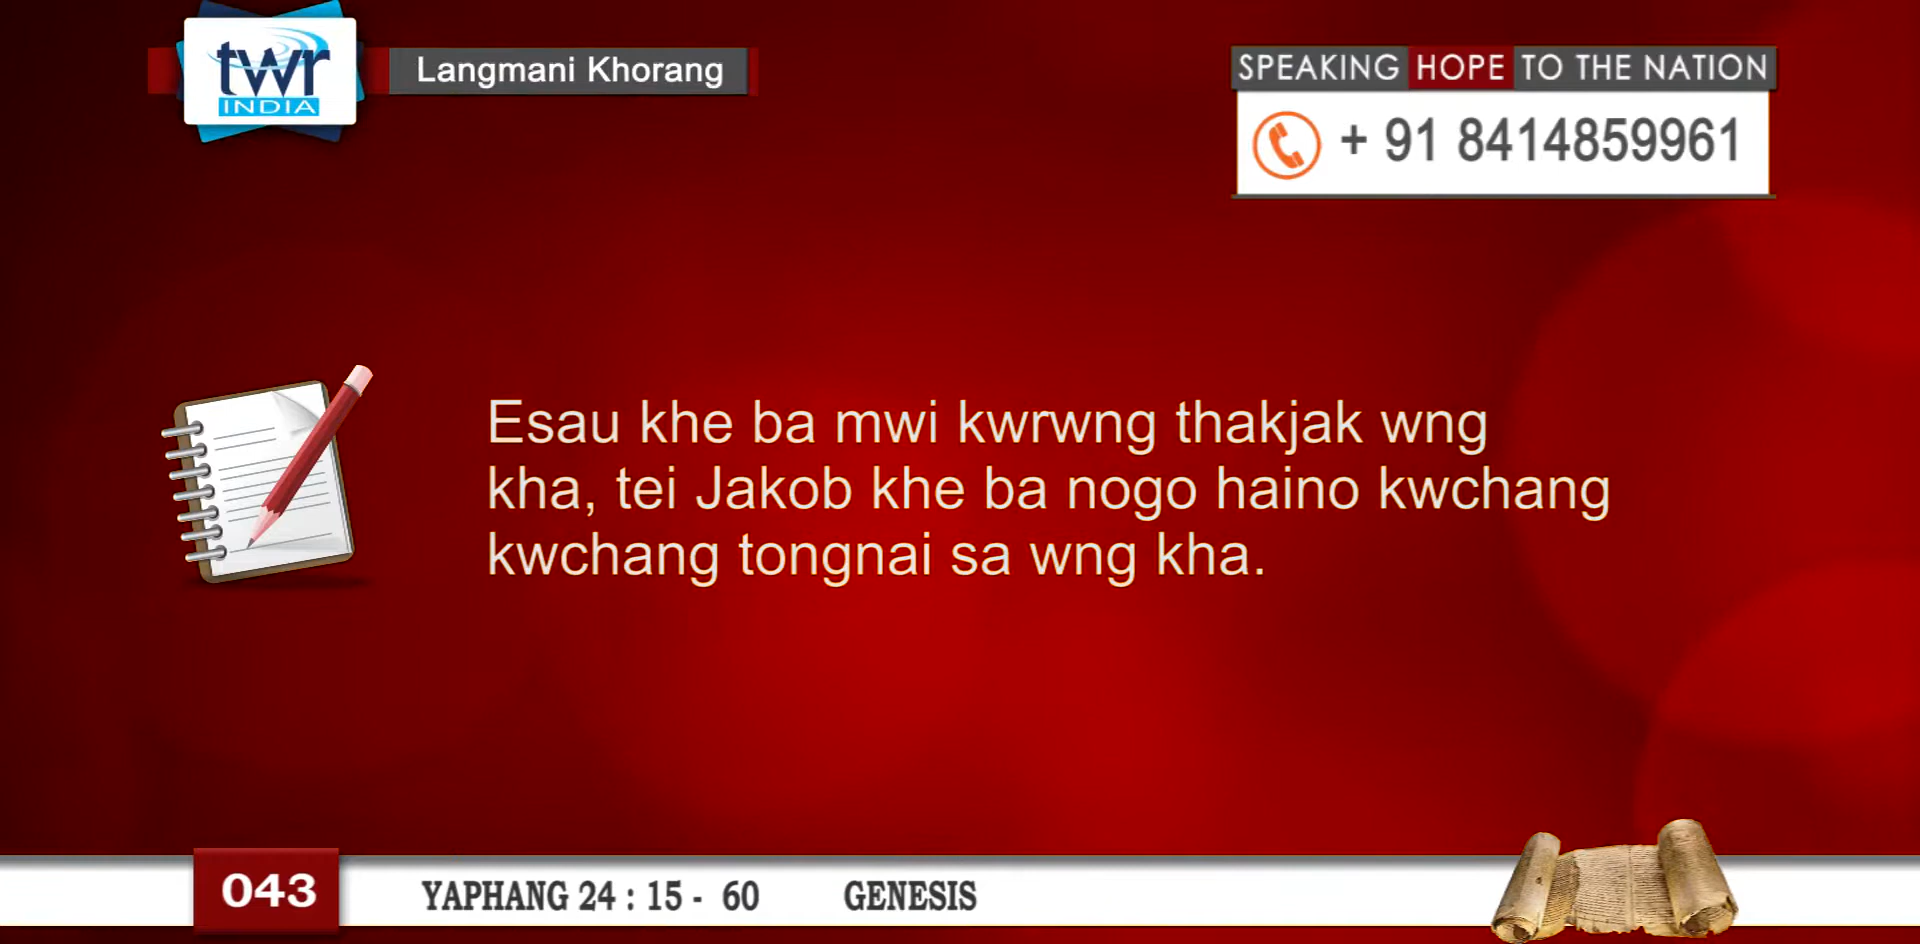 twr
INDIA
Langmani Khorang
SPEAKING HOPE TO THE NATION
+ 91 8414859961
Esau khe ba mwi kwrwng thakjak wng
kha, tei Jakob khe ba nogo haino kwchang
kwchang tongnai sa wng kha.
043
YAPHANG 24 : 15 - 60
GENESIS